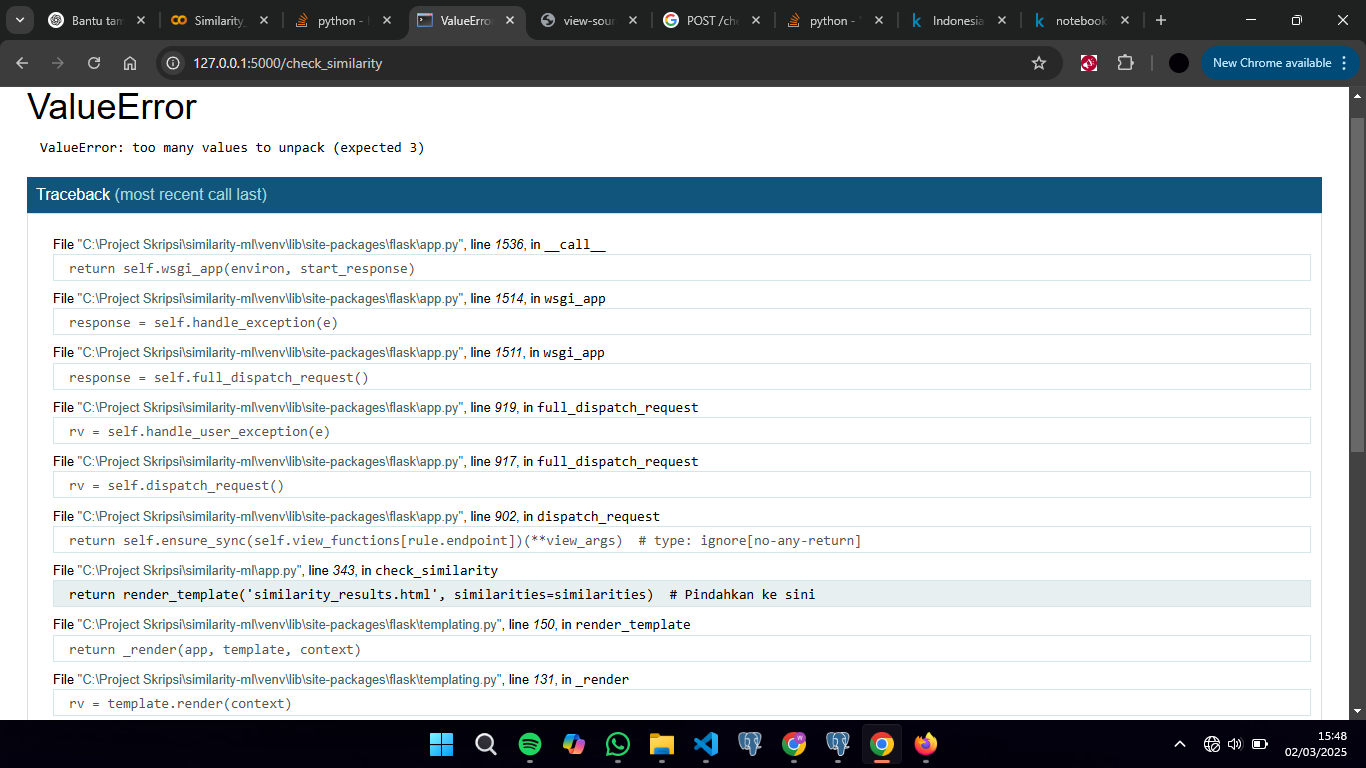 Bantu tam
Similarity_
python -
ValueErro
view-sour
POST /che
python - "
Indonesia
notebook
127.0.0.1:5000/check_similarity
New Chrome available
ValueError
ValueError: too many values to unpack (expected 3)
Traceback (most recent call last)
File "C:\Project Skripsi\similarity-ml\venv\lib\site-packages\flask\app.py", line 1536, in __call__
return self.wsgi_app(environ, start_response)
File "C:\Project Skripsi\similarity-ml\venv\lib\site-packages\flask\app.py", line 1514, in wsgi_app
response = self.handle_exception(e)
File "C:\Project Skripsi\similarity-ml\venv\lib\site-packages\flask\app.py", line 1511, in wsgi_app
response = self.full_dispatch_request()
File "C:\Project Skripsi\similarity-ml\venv\lib\site-packages\flask\app.py", line 919, in full_dispatch_request
rv = self.handle_user_exception(e)
File "C:\Project Skripsi\similarity-ml\venv\lib\site-packages\flask\app.py", line 917, in full_dispatch_request
rv = self.dispatch_request()
File "C:\Project Skripsi\similarity-ml\venv\lib\site-packages\flask\app.py", line 902, in dispatch_request
return self.ensure_sync(self.view_functions[rule.endpoint])(**view_args)  # type: ignore[no-any-return]
File "C:\Project Skripsi\similarity-ml\app.py", line 343, in check_similarity
return render_template('similarity_results.html', similarities=similarities)  # Pindahkan ke sini
File "C:\Project Skripsi\similarity-ml\venv\lib\site-packages\flask\templating.py", line 150, in render_template
return _render(app, template, context)
File "C:\Project Skripsi\similarity-ml\venv\lib\site-packages\flask\templating.py", line 131, in _render
rv = template.render(context)
15:48
02/03/2025